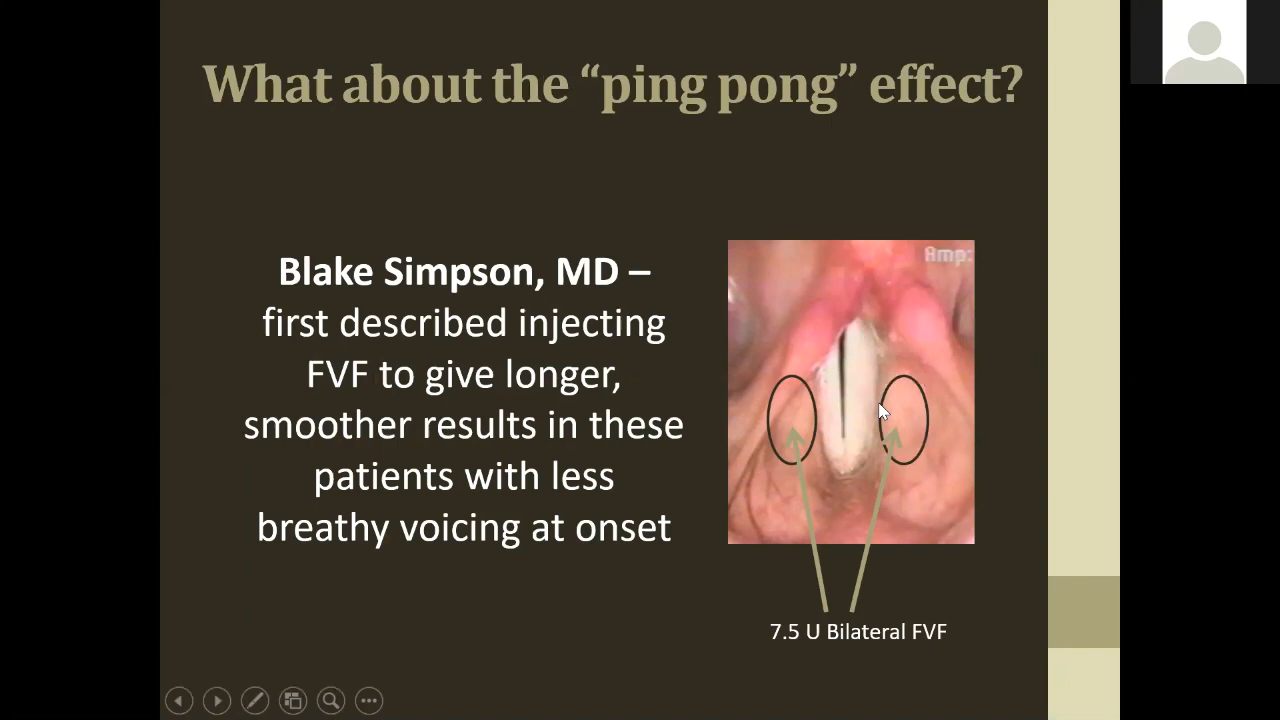 What about the “ping pong” effect?
Blake Simpson, MD –
first described injecting
FVF to give longer,
smoother results in these
patients with less
breathy voicing at onset
Amp:
7.5 U Bilateral FVF